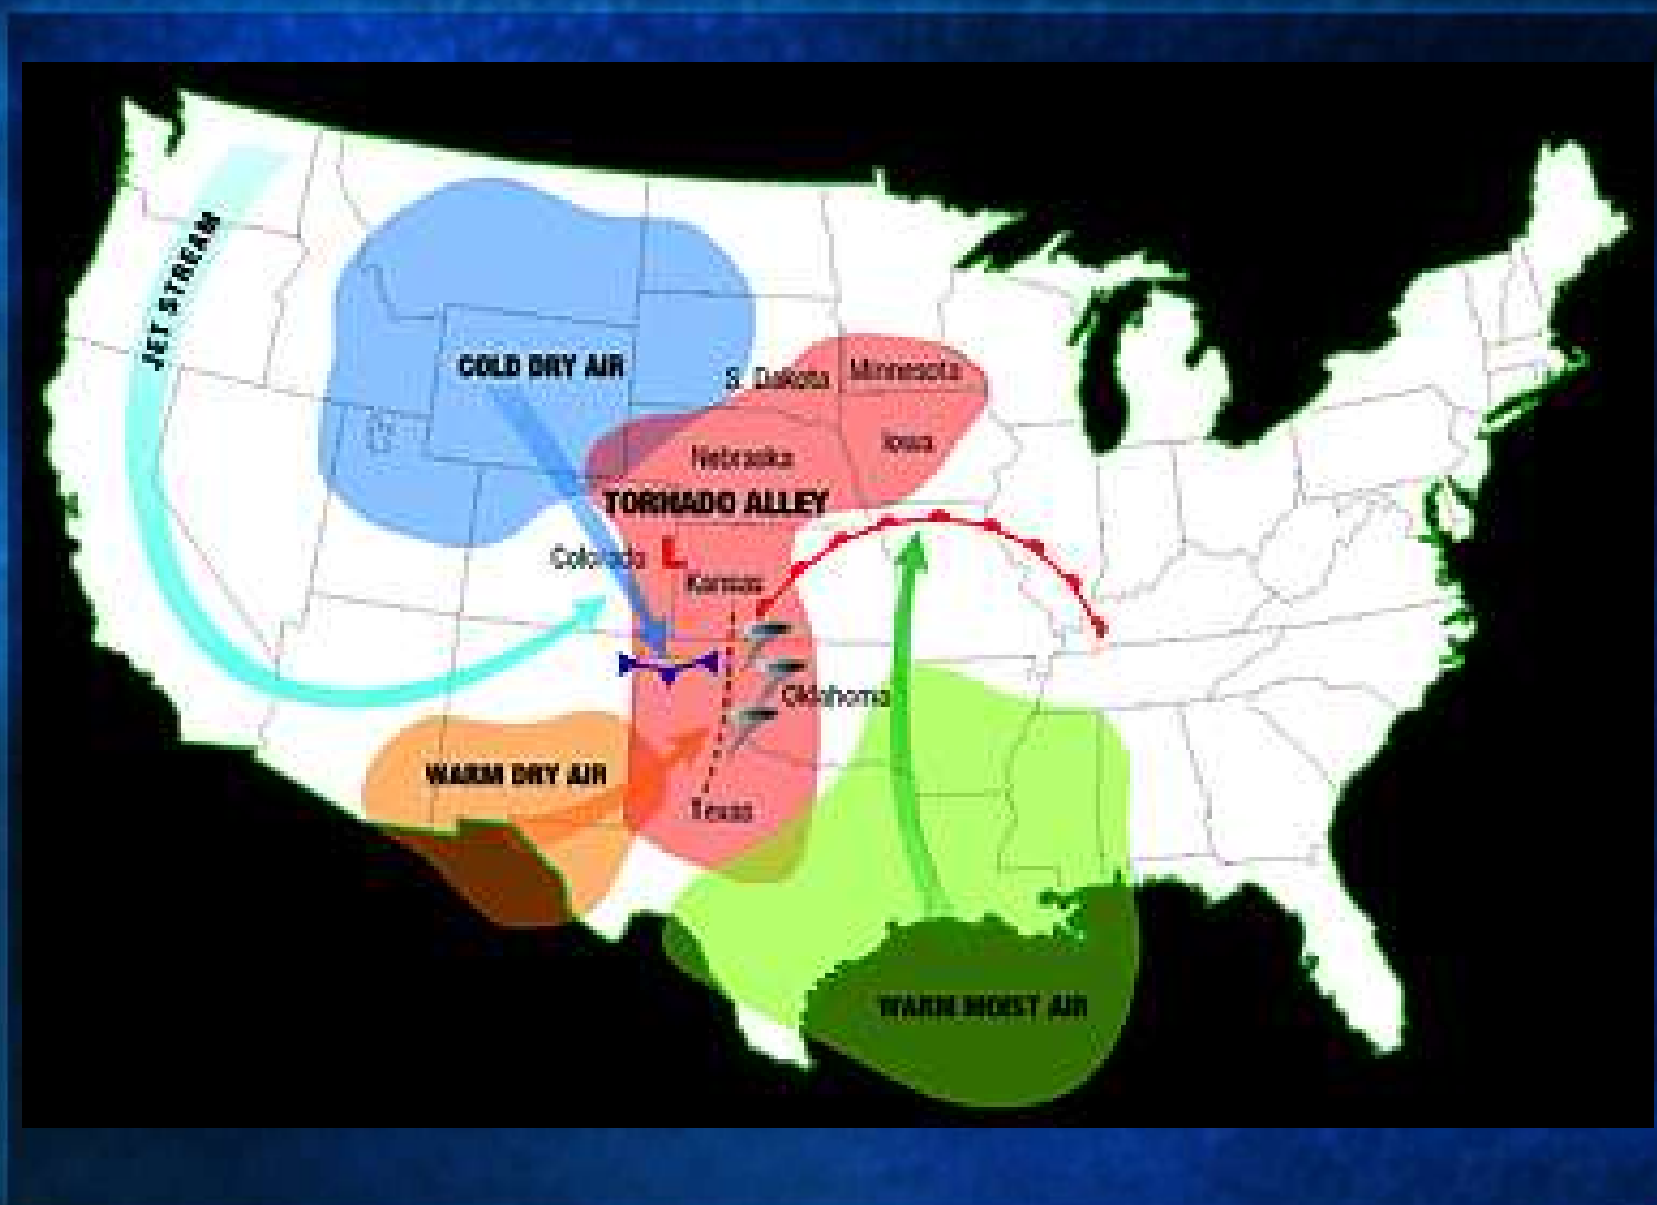 JET STREAM
COLD DRY AIR
S. Dakota
Minnesota
Iowa
Nebraska
TORNADO ALLEY
Colorado
L
Kansas
Oklahoma
WARM DRY AIR
Texas
WARM MOIST AIR